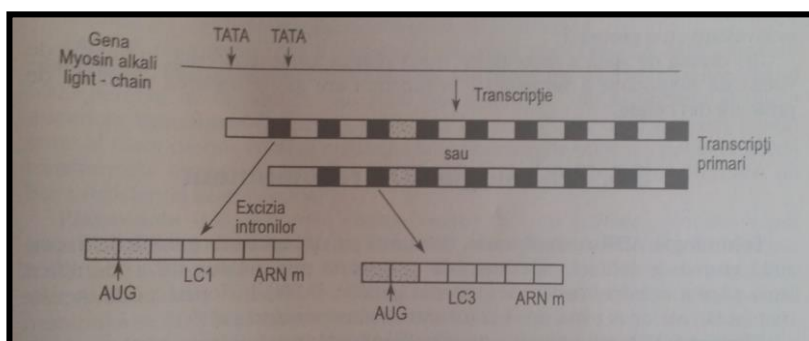 Gena
Myosin alkali
light - chain
TATA TATA
Transcripție
sau
Transcripți
primari
Excizia
intronilor
LC1 ARN m
AUG
LC3 ARN m
AUG